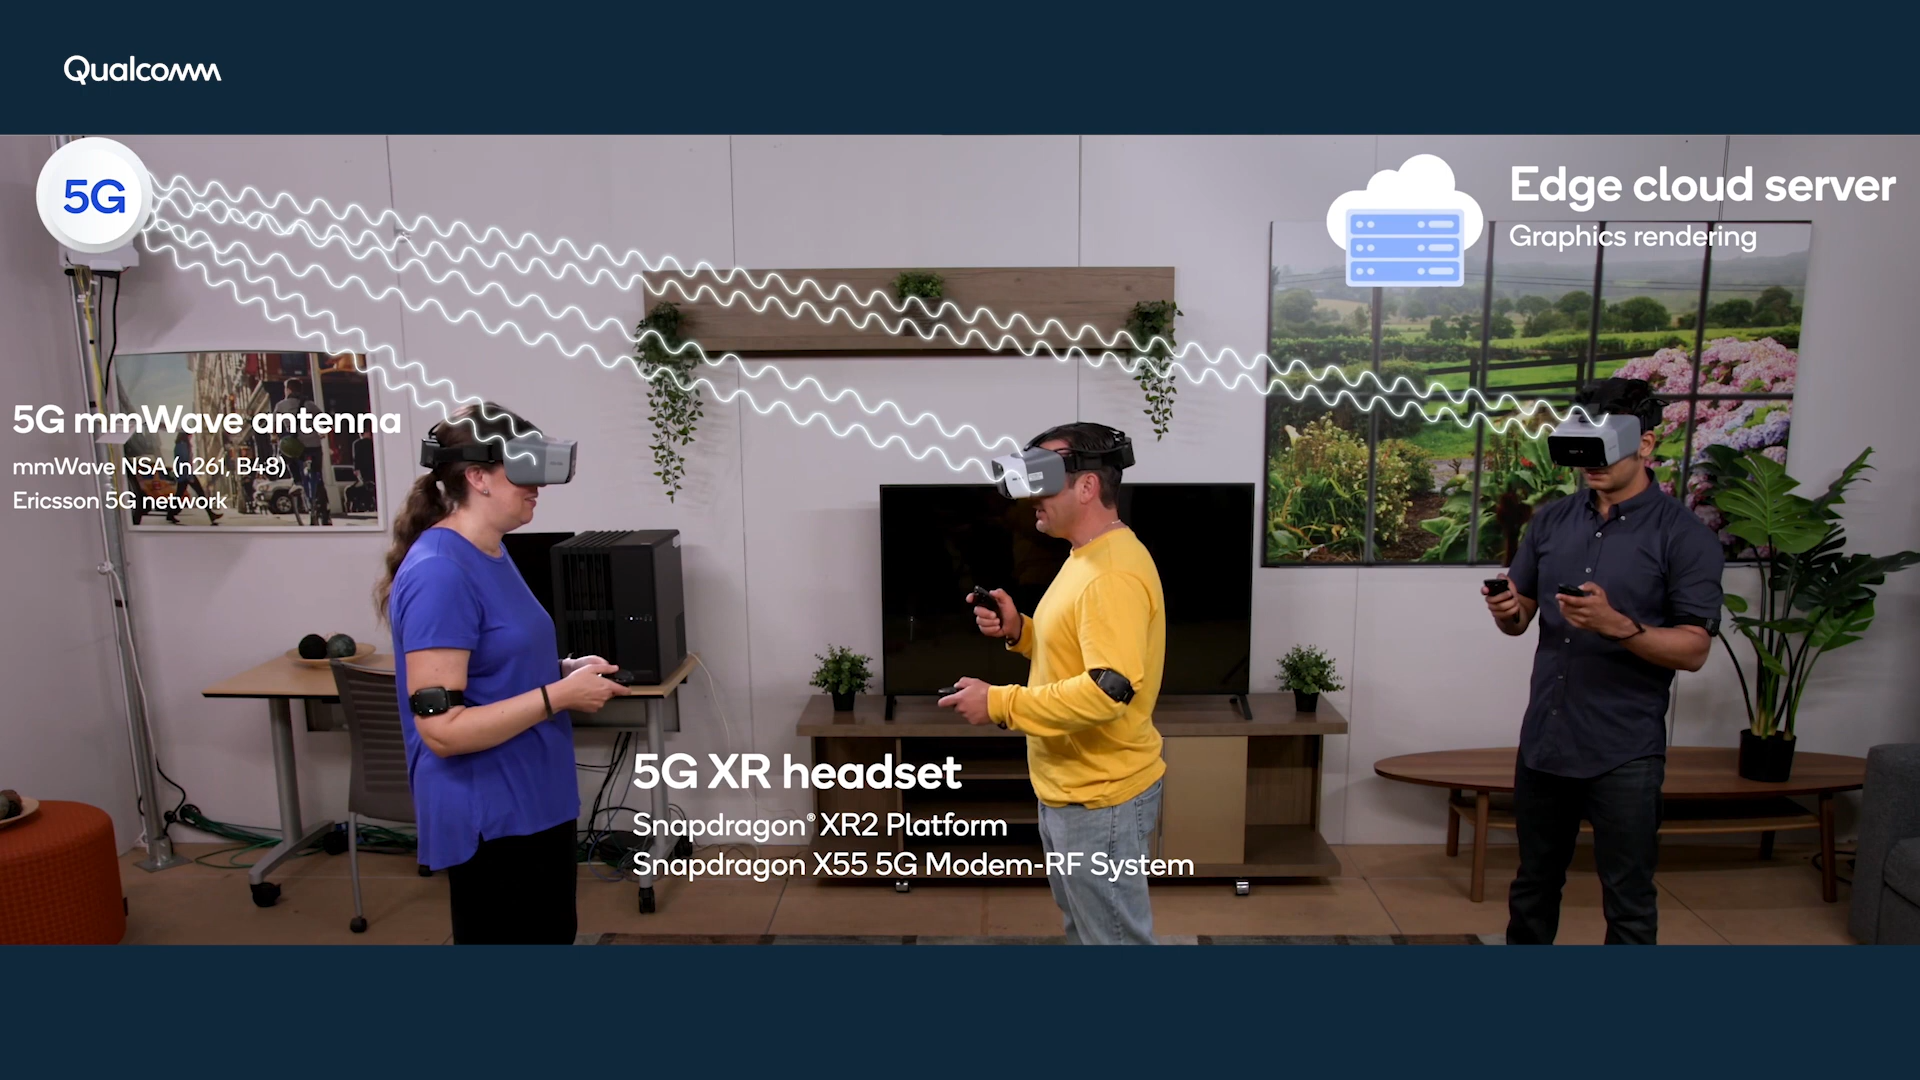 Qualcomm
5G
Edge cloud server
Graphics rendering
5G mmWave antenna
mmWave NSA (n261, B48)
Ericsson 5G network
5G XR headset
Snapdragon® XR2 Platform
Snapdragon X55 5G Modem-RF System